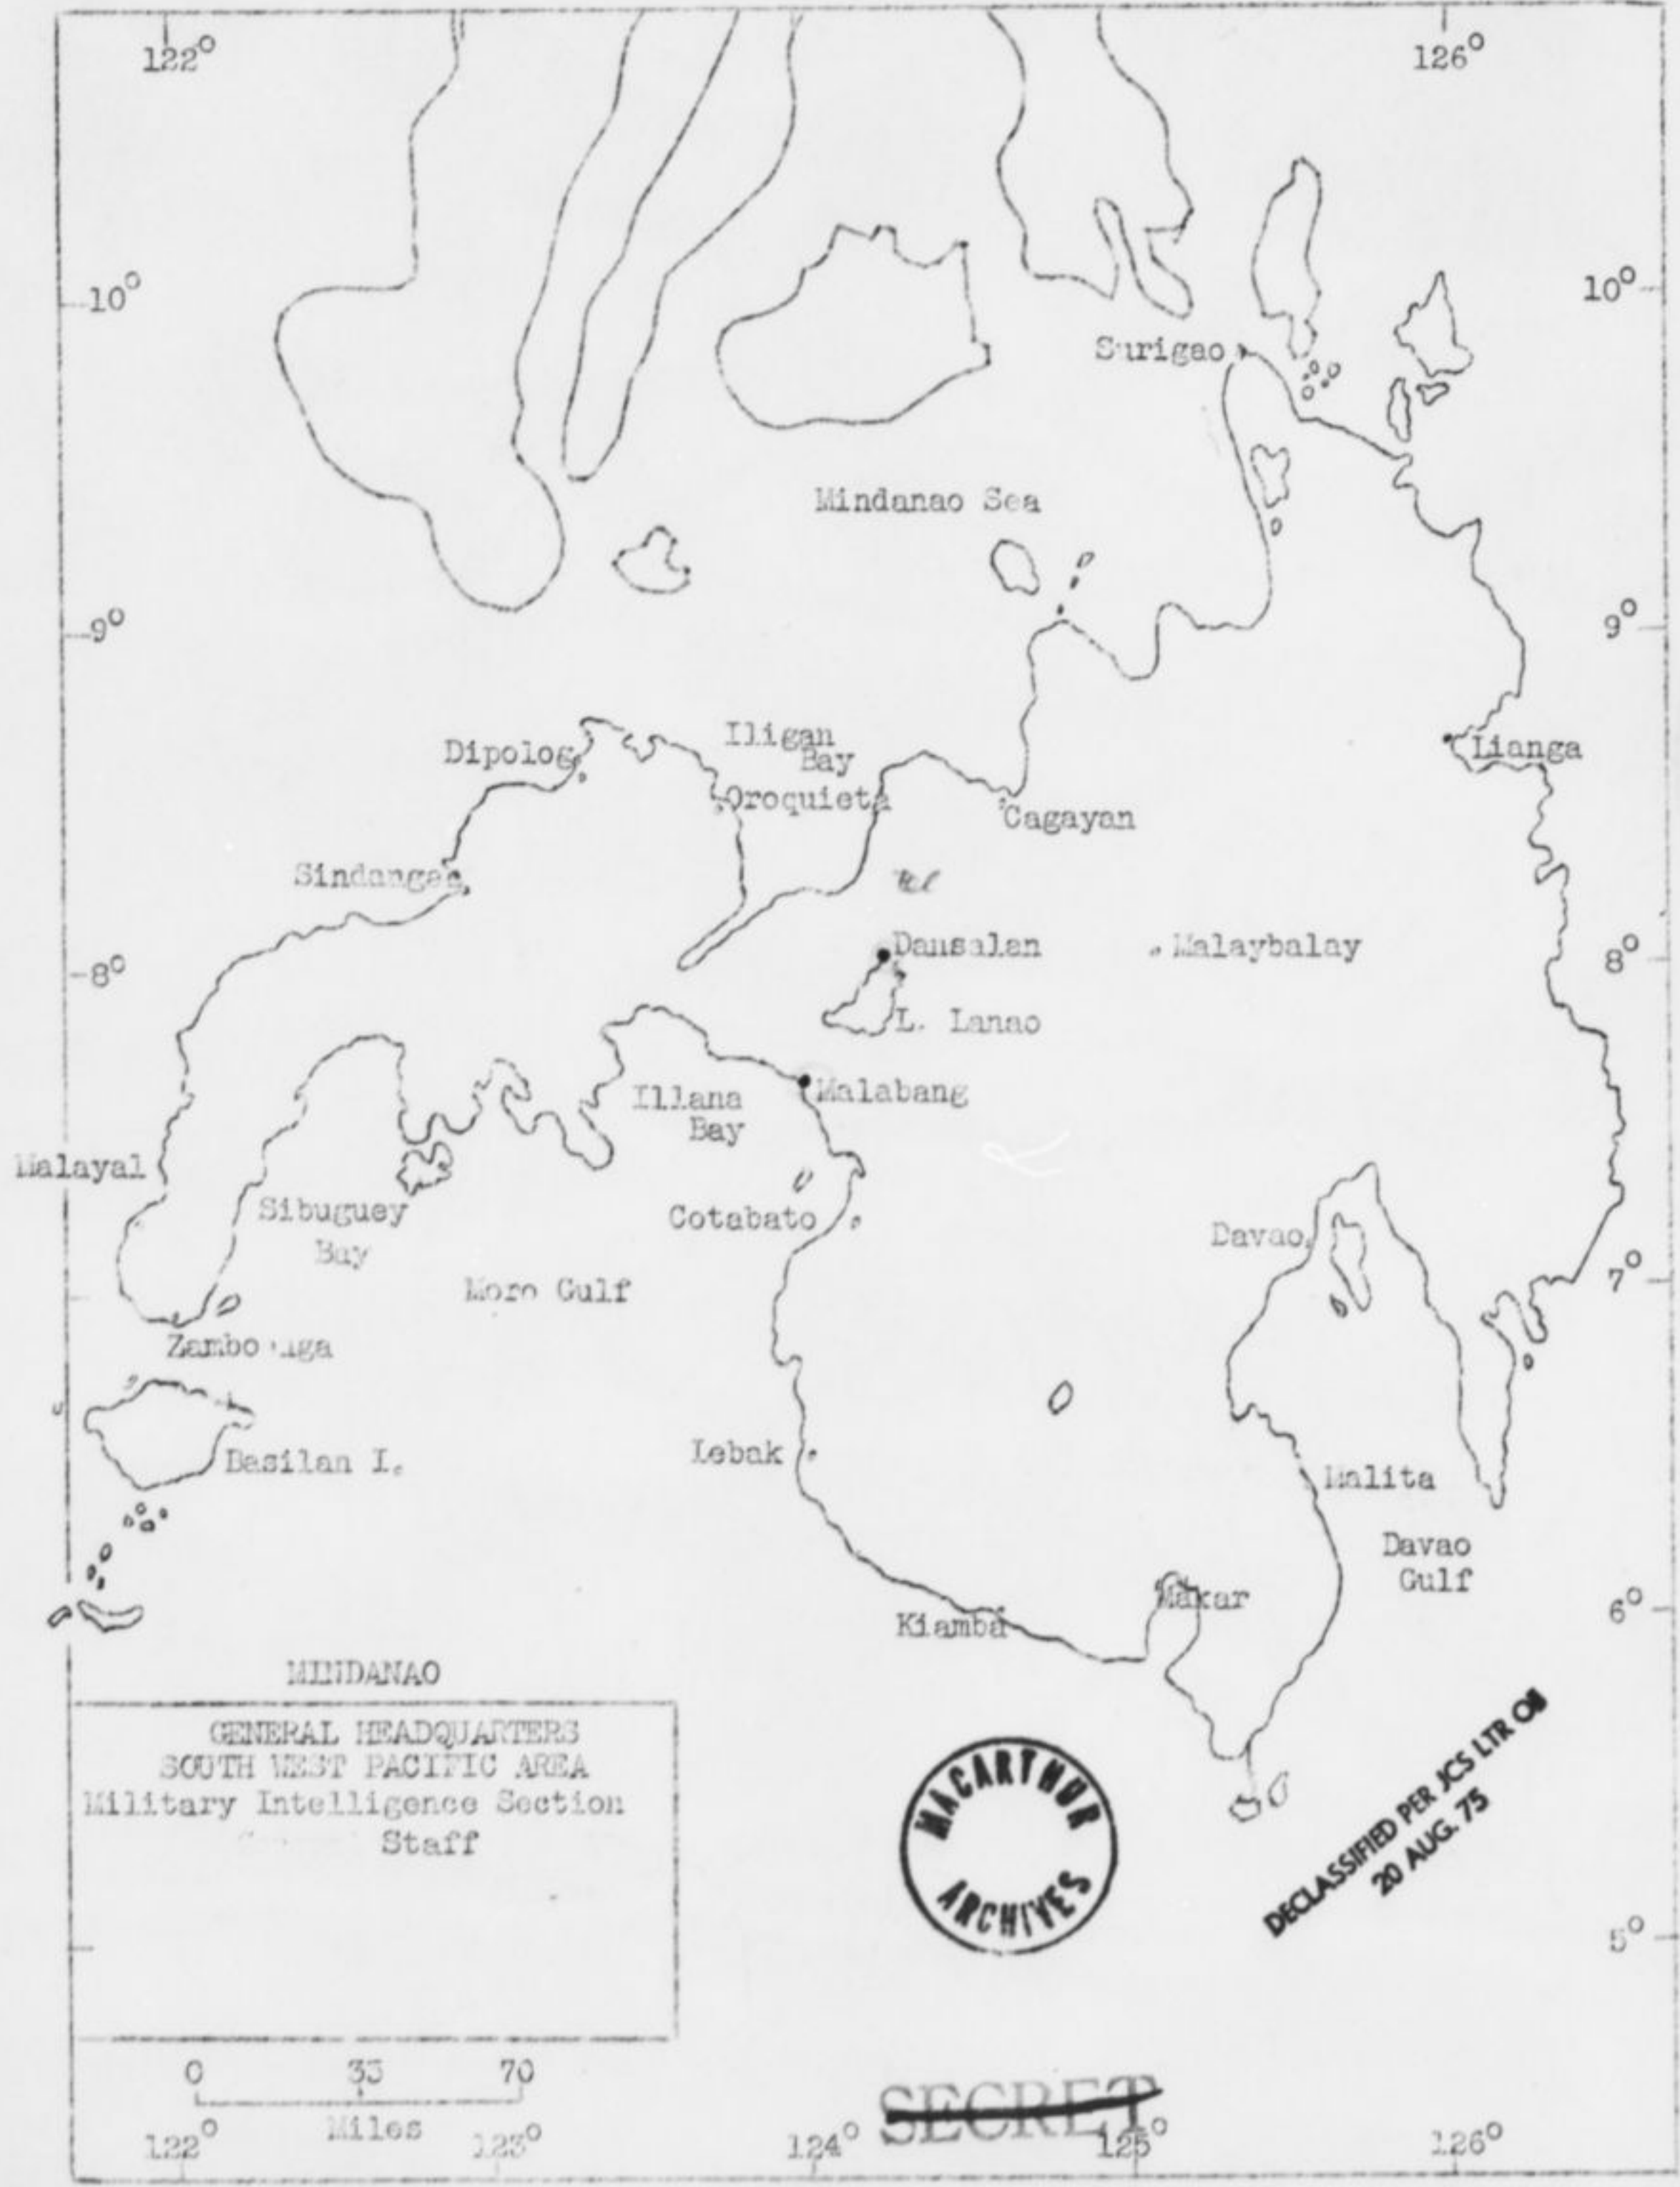 122°
126°
10°
10°
Surigao
Mindanao Sea
9°
9°
Iligan
Bay
Dipolog
Lianga
Oroquieta
Cagayan
Sindangan
Dansalan
Malaybalay
8°
8°
L. Lanao
Malabang
Illana
Bay
Malayal
Sibuguey
Bay
Cotabato
Davao
7°
Moro Gulf
Basilan I.
Lebak
Malita
Davao
Gulf
Makar
6°
Kiamba
MINDANAO
GENERAL HEADQUARTERS
SOUTH WEST PACIFIC AREA
Military Intelligence Section
Staff
MACARTHUR
ARCHIVES
DECLASSIFIED PER JCS LTR OF
20 AUG. 75
5°
0 35 70
Miles
SECRET
122° 123° 124° 125° 126°